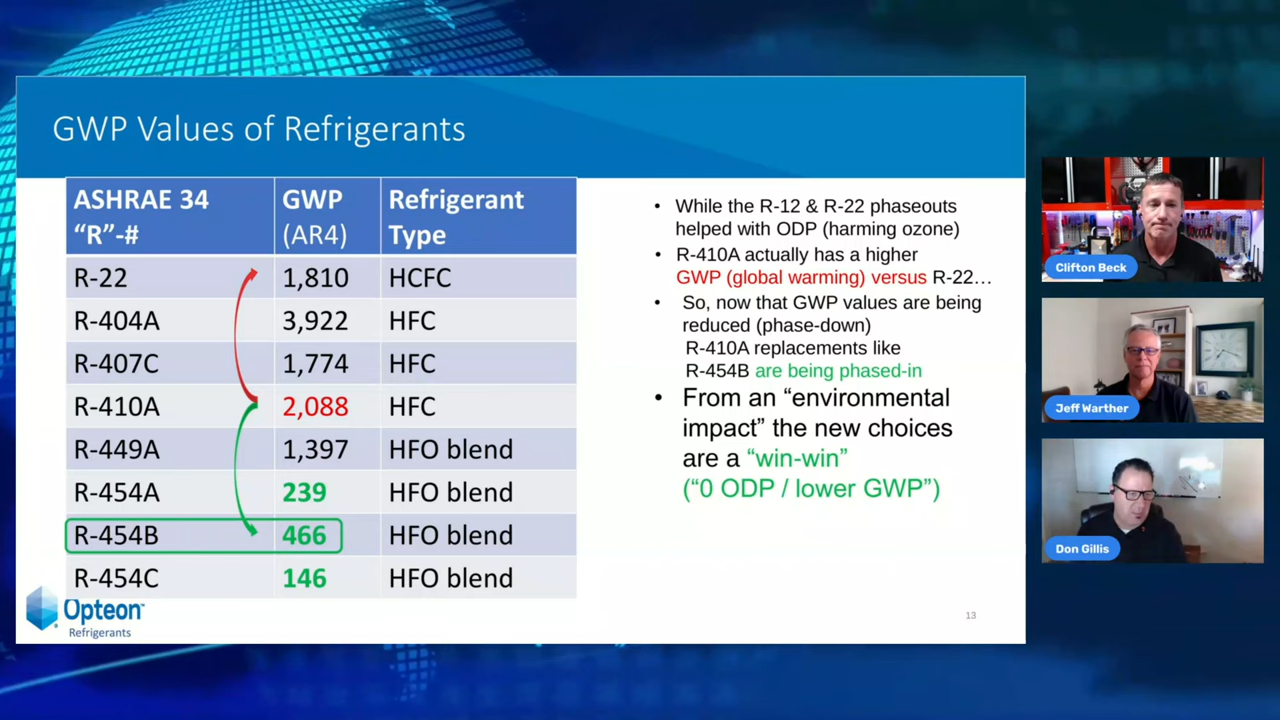 GWP Values of Refrigerants
ASHRAE 34 GWP Refrigerant
“R”-# (AR4) Type
R-22 1,810 HCFC
R-404A 3,922 HFC
R-407C 1,774 HFC
R-410A 2,088 HFC
R-449A 1,397 HFO blend
R-454A 239 HFO blend
R-454B 466 HFO blend
R-454C 146 HFO blend
• While the R-12 & R-22 phaseouts
helped with ODP (harming ozone)
• R-410A actually has a higher
GWP (global warming) versus R-22…
• So, now that GWP values are being
reduced (phase-down)
R-410A replacements like
R-454B are being phased-in
• From an “environmental
impact” the new choices
are a “win-win”
(“0 ODP / lower GWP”)
Opteon™
Refrigerants
13
Clifton Beck
Jeff Warther
Don Gillis